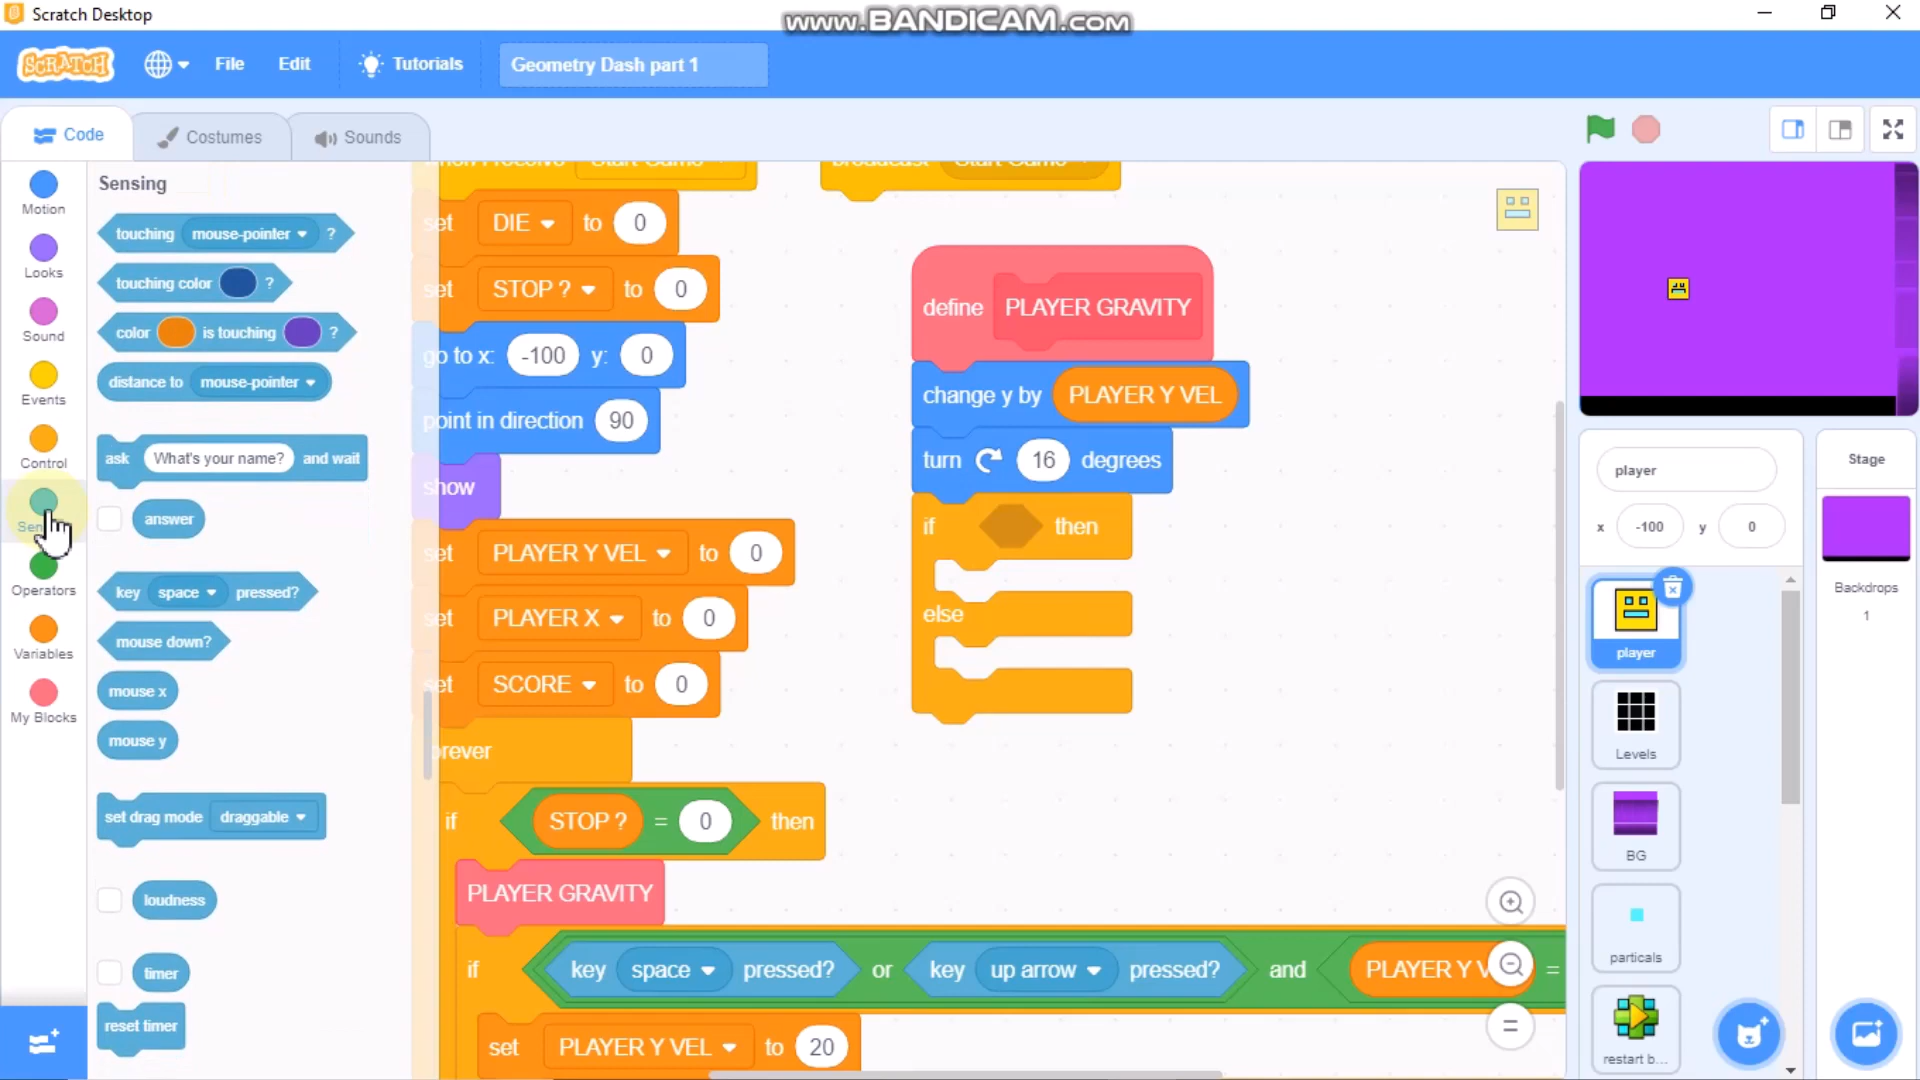 Scratch Desktop
www.BANDICAM.com
SCRATCH
File
Edit
Tutorials
Geometry Dash part 1
Code
Costumes
Sounds
Motion
Looks
Sound
Events
Control
Operators
Variables
My Blocks
Sensing
touching mouse-pointer ?
touching color ?
color is touching ?
distance to mouse-pointer
ask What's your name? and wait
answer
key space pressed?
mouse down?
mouse x
mouse y
set drag mode draggable
loudness
timer
reset timer
set DIE to 0
set STOP ? to 0
go to x: -100 y: 0
point in direction 90
show
set PLAYER Y VEL to 0
set PLAYER X to 0
set SCORE to 0
if STOP ? = 0 then
PLAYER GRAVITY
if key space pressed? or key up arrow pressed? and PLAYER Y =
set PLAYER Y VEL to 20
define PLAYER GRAVITY
change y by PLAYER Y VEL
turn 16 degrees
if then
else
player
x -100 y 0
player
Levels
BG
particals
restart b...
Stage
Backdrops
1